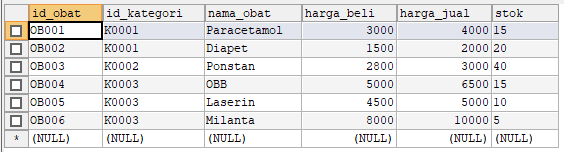 id_obat id_kategori nama_obat harga_beli harga_jual stok
OB001 K0001 Paracetamol 3000 4000 15
OB002 K0001 Diapet 1500 2000 20
OB003 K0002 Ponstan 2800 3000 40
OB004 K0003 OBB 5000 6500 15
OB005 K0003 Laserin 4500 5000 10
OB006 K0003 Milanta 8000 10000 5
* (NULL) (NULL) (NULL) (NULL) (NULL) (NULL)